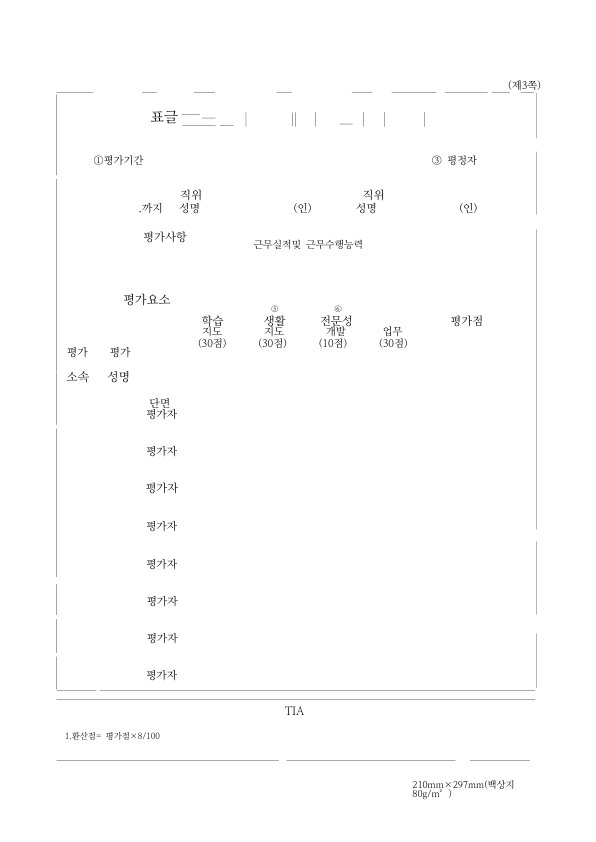 (제3쪽)
표글
①평가기간 ③ 평정자
직위 직위
.까지 성명 (인) 성명 (인)
평가사항 근무실적및 근무수행능력
평가요소
⑤ ⑥
학습 생활 전문성 평가점
지도 지도 개발 업무
(30점) (30점) (10점) (30점)
평가 평가
소속 성명
단면
평가자
평가자
평가자
평가자
평가자
평가자
평가자
평가자
TIA
1.환산점= 평가점×8/100
210mm×297mm(백상지
80g/m² )